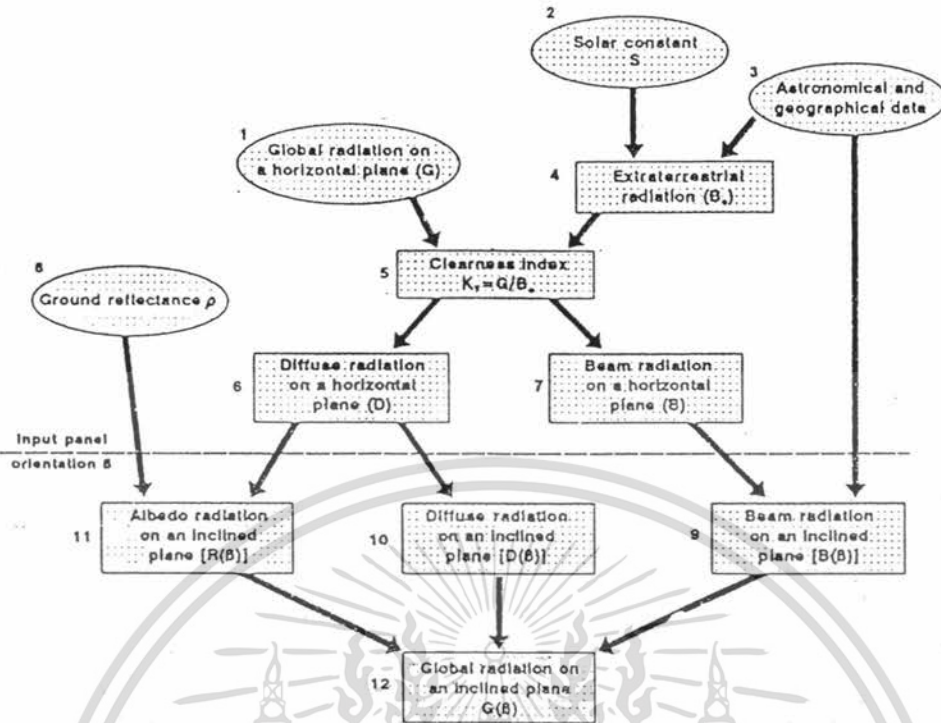 2
Solar constant
S
3
Astronomical and
geographical data
1
Global radiation on
a horizontal plane (G)
4
Extraterrestrial
radiation (B₀)
5
Clearness index
K_T = G/B₀
8
Ground reflectance ρ
6
Diffuse radiation
on a horizontal
plane (D)
7
Beam radiation
on a horizontal
plane (B)
Input panel
orientation β
11
Albedo radiation
on an inclined
plane [R(β)]
10
Diffuse radiation
on an inclined
plane [D(β)]
9
Beam radiation
on an inclined
plane [B(β)]
12
Global radiation on
an inclined plane
G(β)